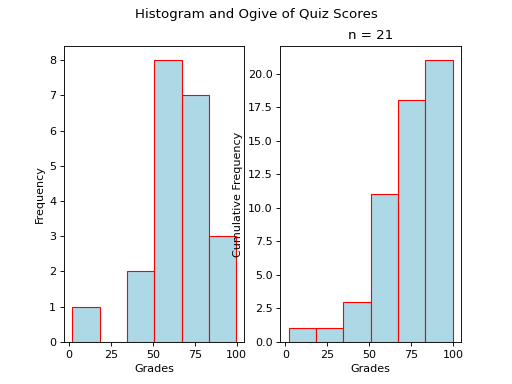 Histogram and Ogive of Quiz Scores
n = 21
Frequency
8
7
6
5
4
3
2
1
0
0 25 50 75 100
Grades
Cumulative Frequency
20.0
17.5
15.0
12.5
10.0
7.5
5.0
2.5
0.0
0 25 50 75 100
Grades